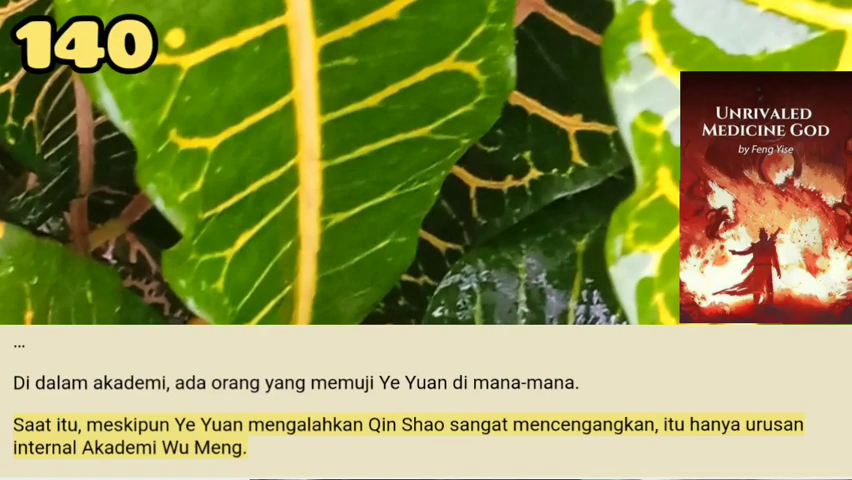 140
UNRIVALED
MEDICINE GOD
by Feng Yise
...
Di dalam akademi, ada orang yang memuji Ye Yuan di mana-mana.
Saat itu, meskipun Ye Yuan mengalahkan Qin Shao sangat mencengangkan, itu hanya urusan
internal Akademi Wu Meng.